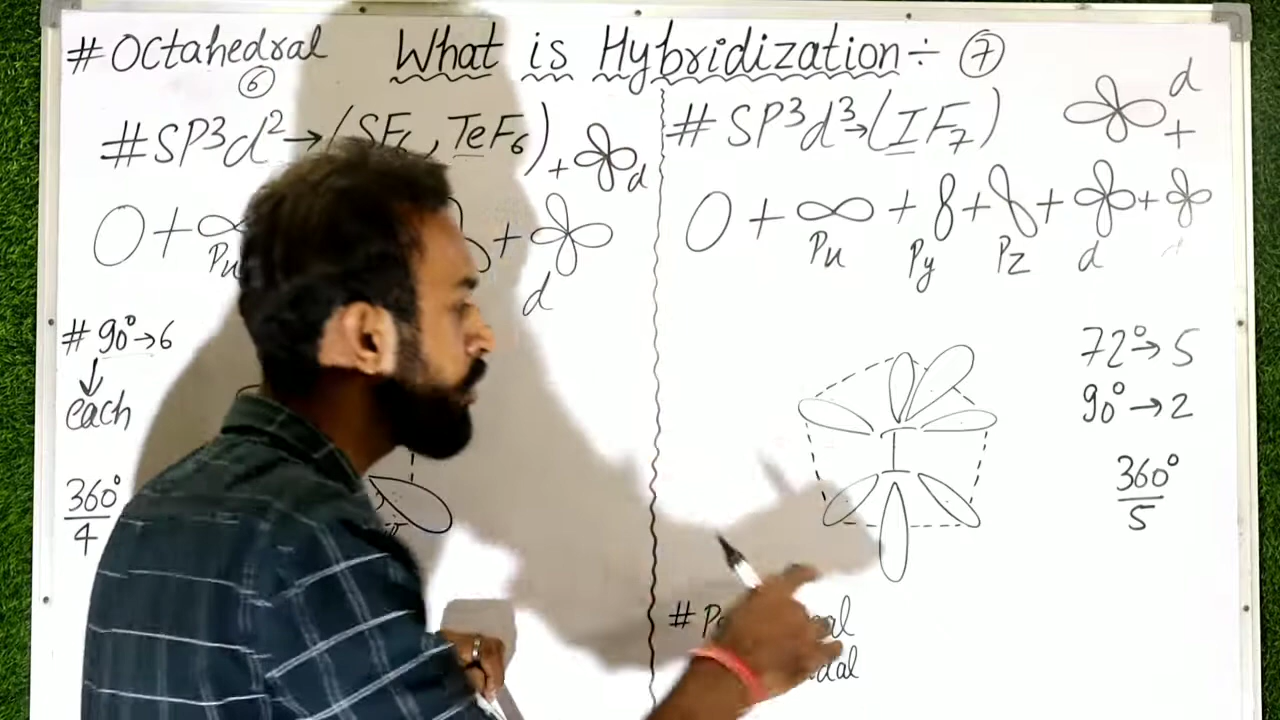 # Octahedral
⑥
What is Hybridization÷ ⑦
#SP³d²→(SF₆, TeF₆)
+ d
+ Px
+ d
# 90°→6
each
360°/4
# SP³d³→(IF₇)
d
+
+ + + + +
Px Py Pz d
72°→5
90°→2
360°/5
#